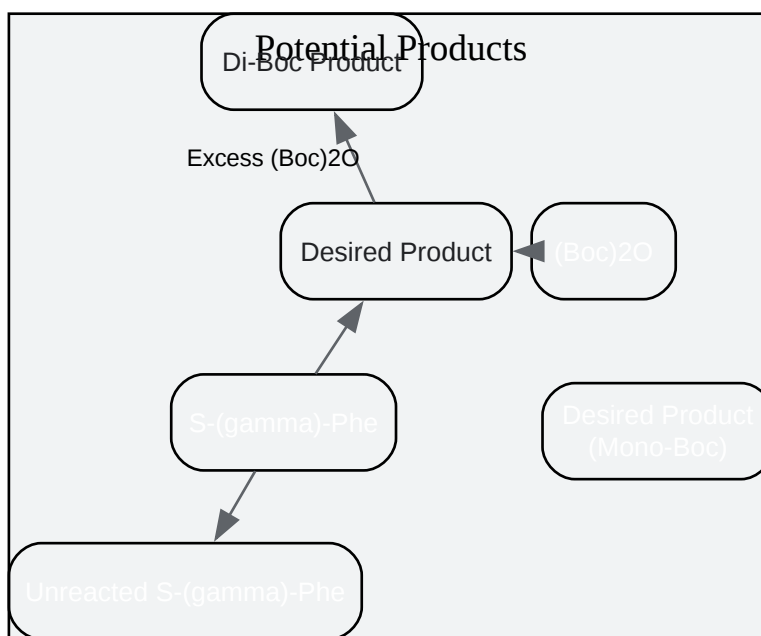 Potential Products
Di-Boc Product
Excess (Boc)2O
Desired Product
(Boc)2O
S-(gamma)-Phe
Desired Product
(Mono-Boc)
Unreacted S-(gamma)-Phe